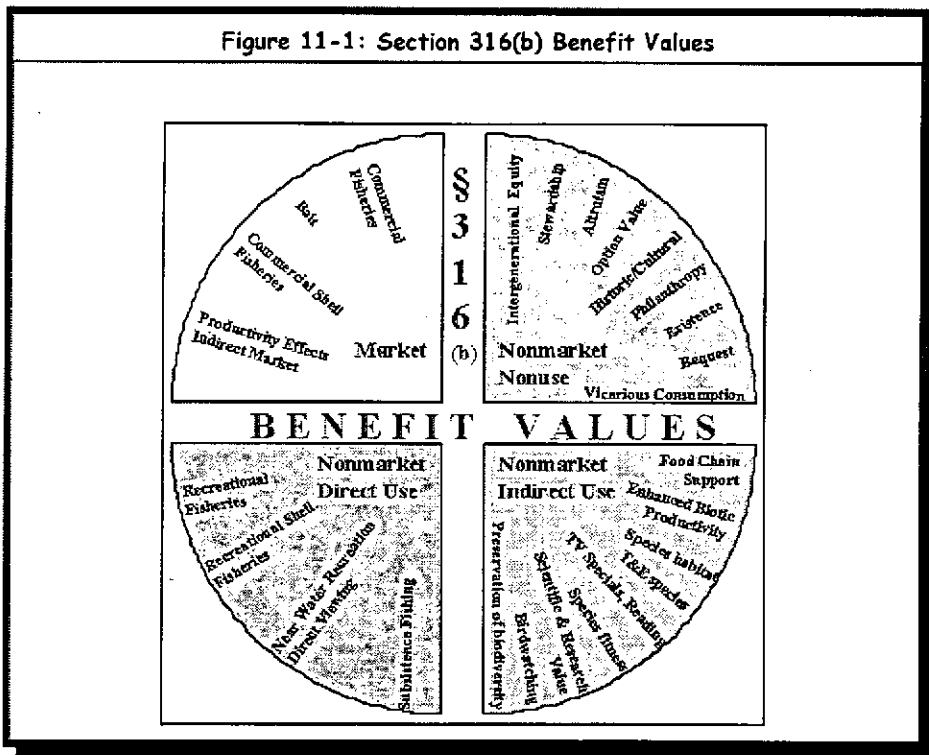 Figure 11-1: Section 316(b) Benefit Values
Commercial
Fisheries
Bait
Commercial Shell
Fisheries
Productivity Effects
Indirect Market
Market
§
3
1
6
(b)
Intergenerational Equity
Stewardship
Altruism
Option Value
Historic/Cultural
Philanthropy
Existence
Bequest
Vicarious Consumption
Nonmarket
Nonuse
BENEFIT VALUES
Nonmarket
Direct Use
Recreational
Fisheries
Recreational Shell
Fisheries
Near Water Recreation
Direct Viewing
Subsistence Fishing
Nonmarket
Indirect Use
Food Chain
Support
Enhanced Biotic
Productivity
Species habitat
T&E species
TV Specials, Reading
Species fitness
Scientific & Research
Value
Birdwatching
Preservation of biodiversity